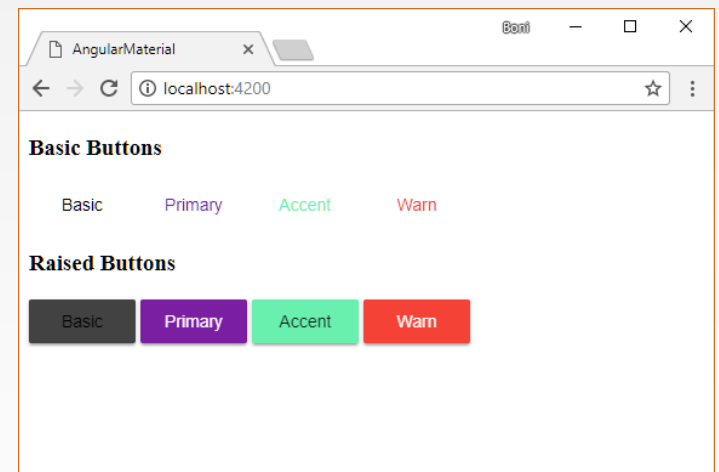 Boni
AngularMaterial
localhost:4200
Basic Buttons
Basic Primary Accent Warn
Raised Buttons
Basic Primary Accent Warn